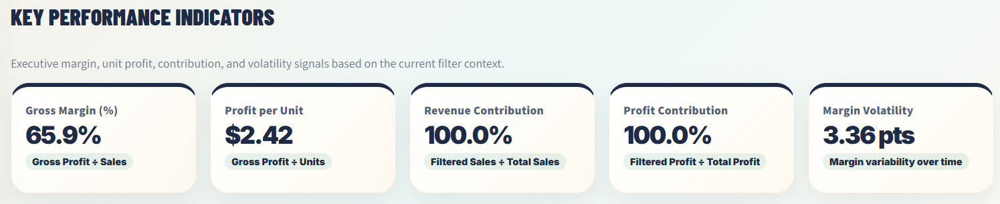 KEY PERFORMANCE INDICATORS
Executive margin, unit profit, contribution, and volatility signals based on the current filter context.
Gross Margin (%)
65.9%
Gross Profit ÷ Sales
Profit per Unit
$2.42
Gross Profit ÷ Units
Revenue Contribution
100.0%
Filtered Sales ÷ Total Sales
Profit Contribution
100.0%
Filtered Profit ÷ Total Profit
Margin Volatility
3.36 pts
Margin variability over time